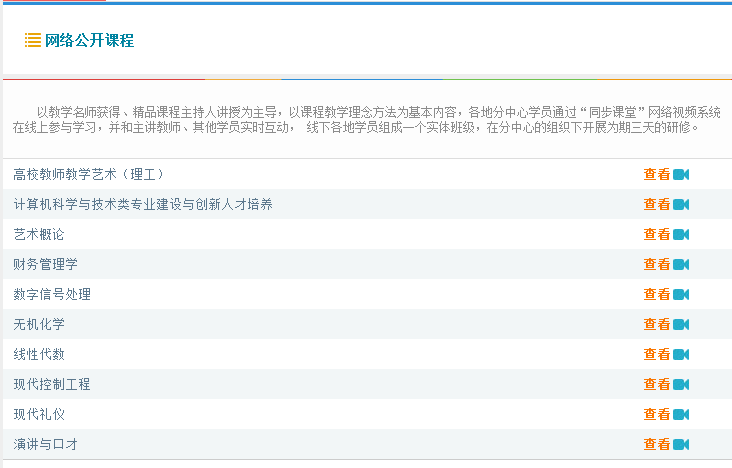 网络公开课程
以教学名师获得、精品课程主持人讲授为主导，以课程教学理念方法为基本内容，各地分中心学员通过“同步课堂”网络视频系统
在线上参与学习，并和主讲教师、其他学员实时互动， 线下各地学员组成一个实体班级，在分中心的组织下开展为期三天的研修。
高校教师教学艺术（理工） 查看
计算机科学与技术类专业建设与创新人才培养 查看
艺术概论 查看
财务管理学 查看
数字信号处理 查看
无机化学 查看
线性代数 查看
现代控制工程 查看
现代礼仪 查看
演讲与口才 查看